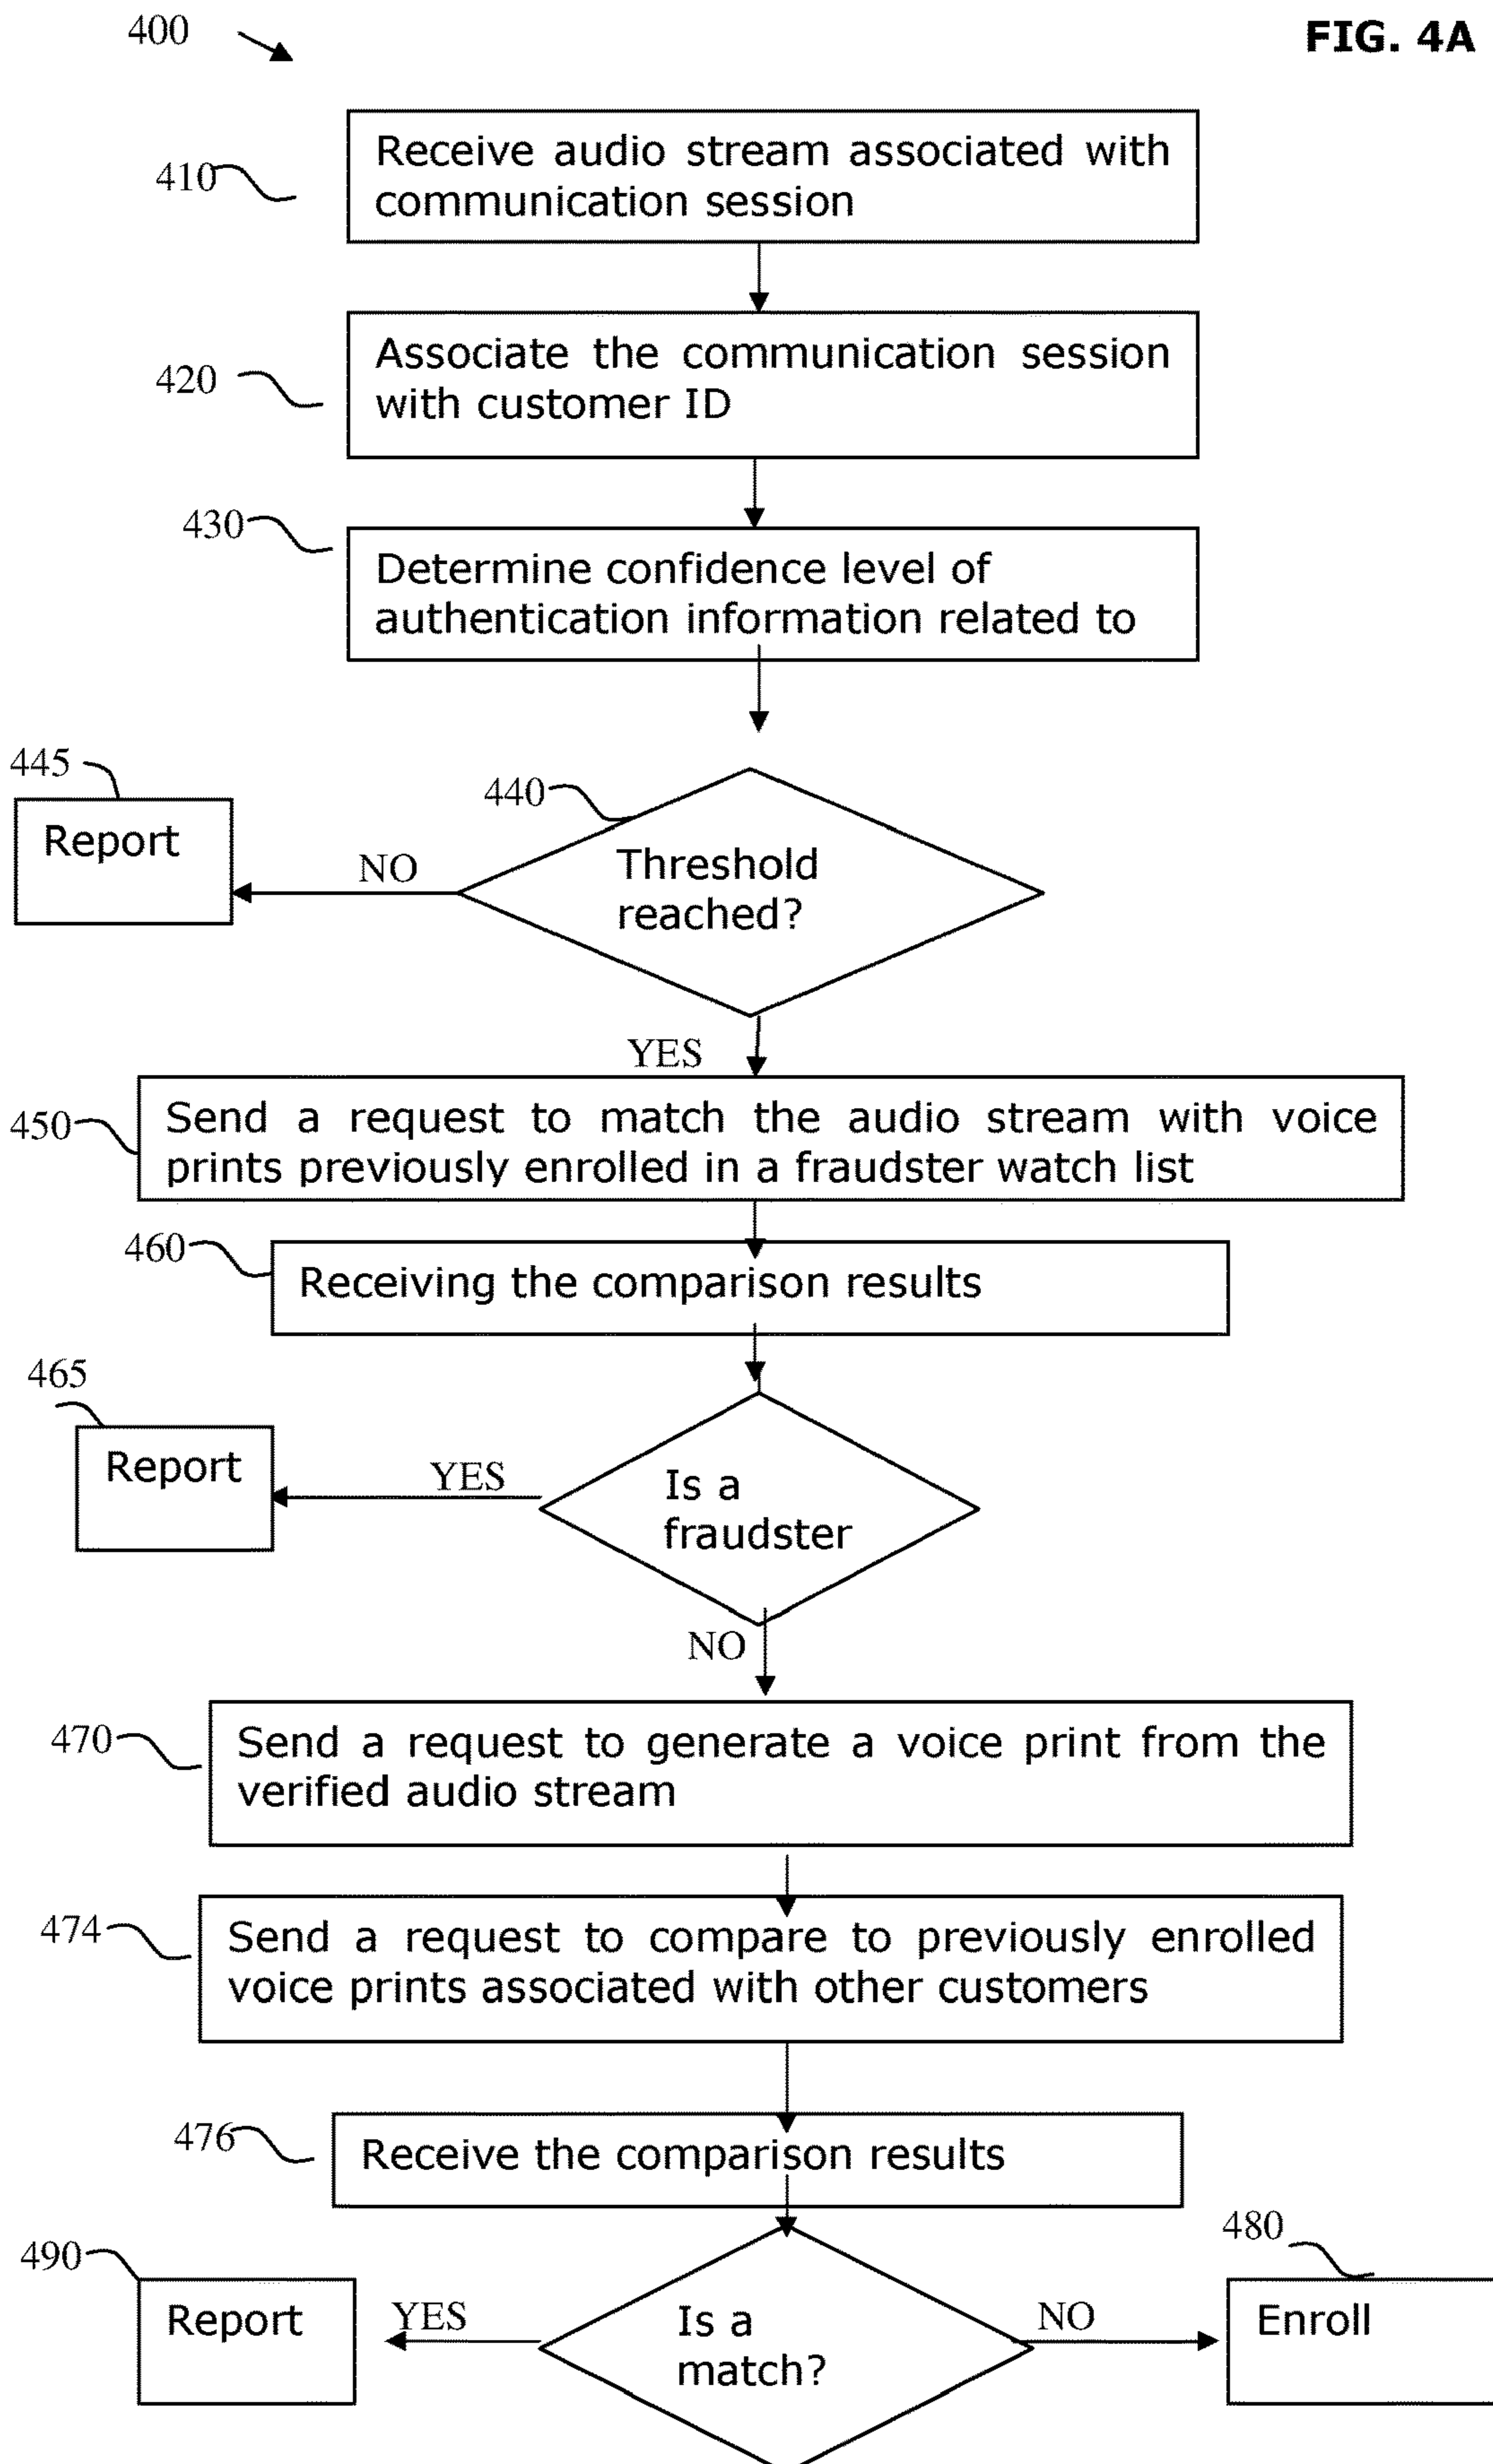 400
FIG. 4A
410
Receive audio stream associated with
communication session
420
Associate the communication session
with customer ID
430
Determine confidence level of
authentication information related to
445
Report
NO
440
Threshold
reached?
YES
450
Send a request to match the audio stream with voice
prints previously enrolled in a fraudster watch list
460
Receiving the comparison results
465
Report
YES
Is a
fraudster
NO
470
Send a request to generate a voice print from the
verified audio stream
474
Send a request to compare to previously enrolled
voice prints associated with other customers
476
Receive the comparison results
490
Report
YES
Is a
match?
NO
480
Enroll